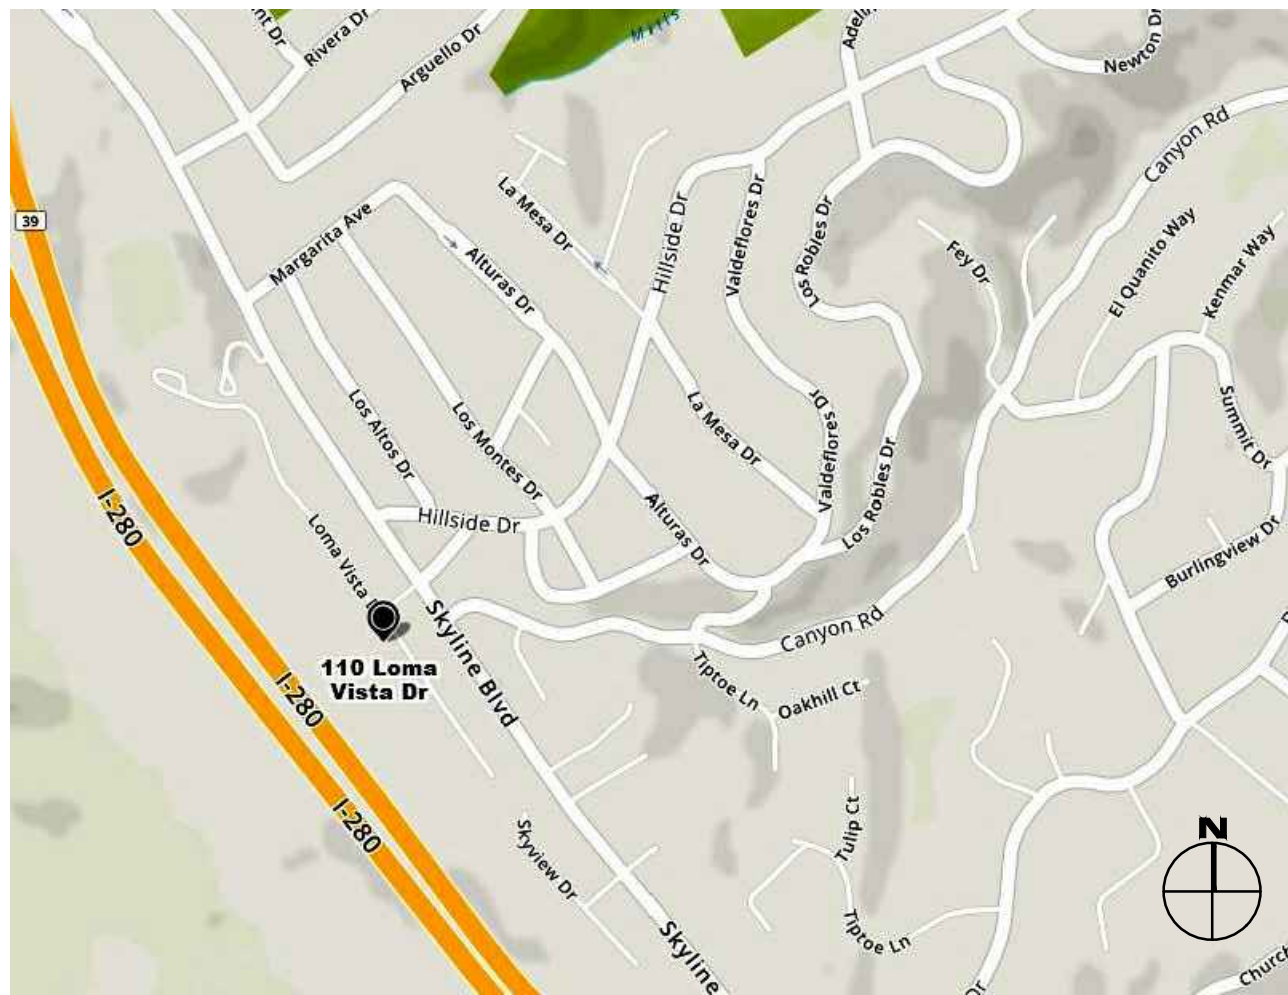 Rivera Dr
Arguello Dr
Newton Dr
Canyon Rd
39
La Mesa Dr
Margarita Ave
Alturas Dr
Hillside Dr
Valdeflores Dr
Los Robles Dr
Fey Dr
El Quanito Way
Kenmar Way
Los Altos Dr
Los Montes Dr
La Mesa Dr
Valdeflores Dr
Los Robles Dr
Summit Dr
I-280
Loma Vista
Hillside Dr
Alturas Dr
Burlingview Dr
Skyline Blvd
Canyon Rd
110 Loma
Vista Dr
I-280
Tiptoe Ln
Oakhill Ct
I-280
Skyview Dr
Tulip Ct
N
Tiptoe Ln
Skyline
Dr
Church